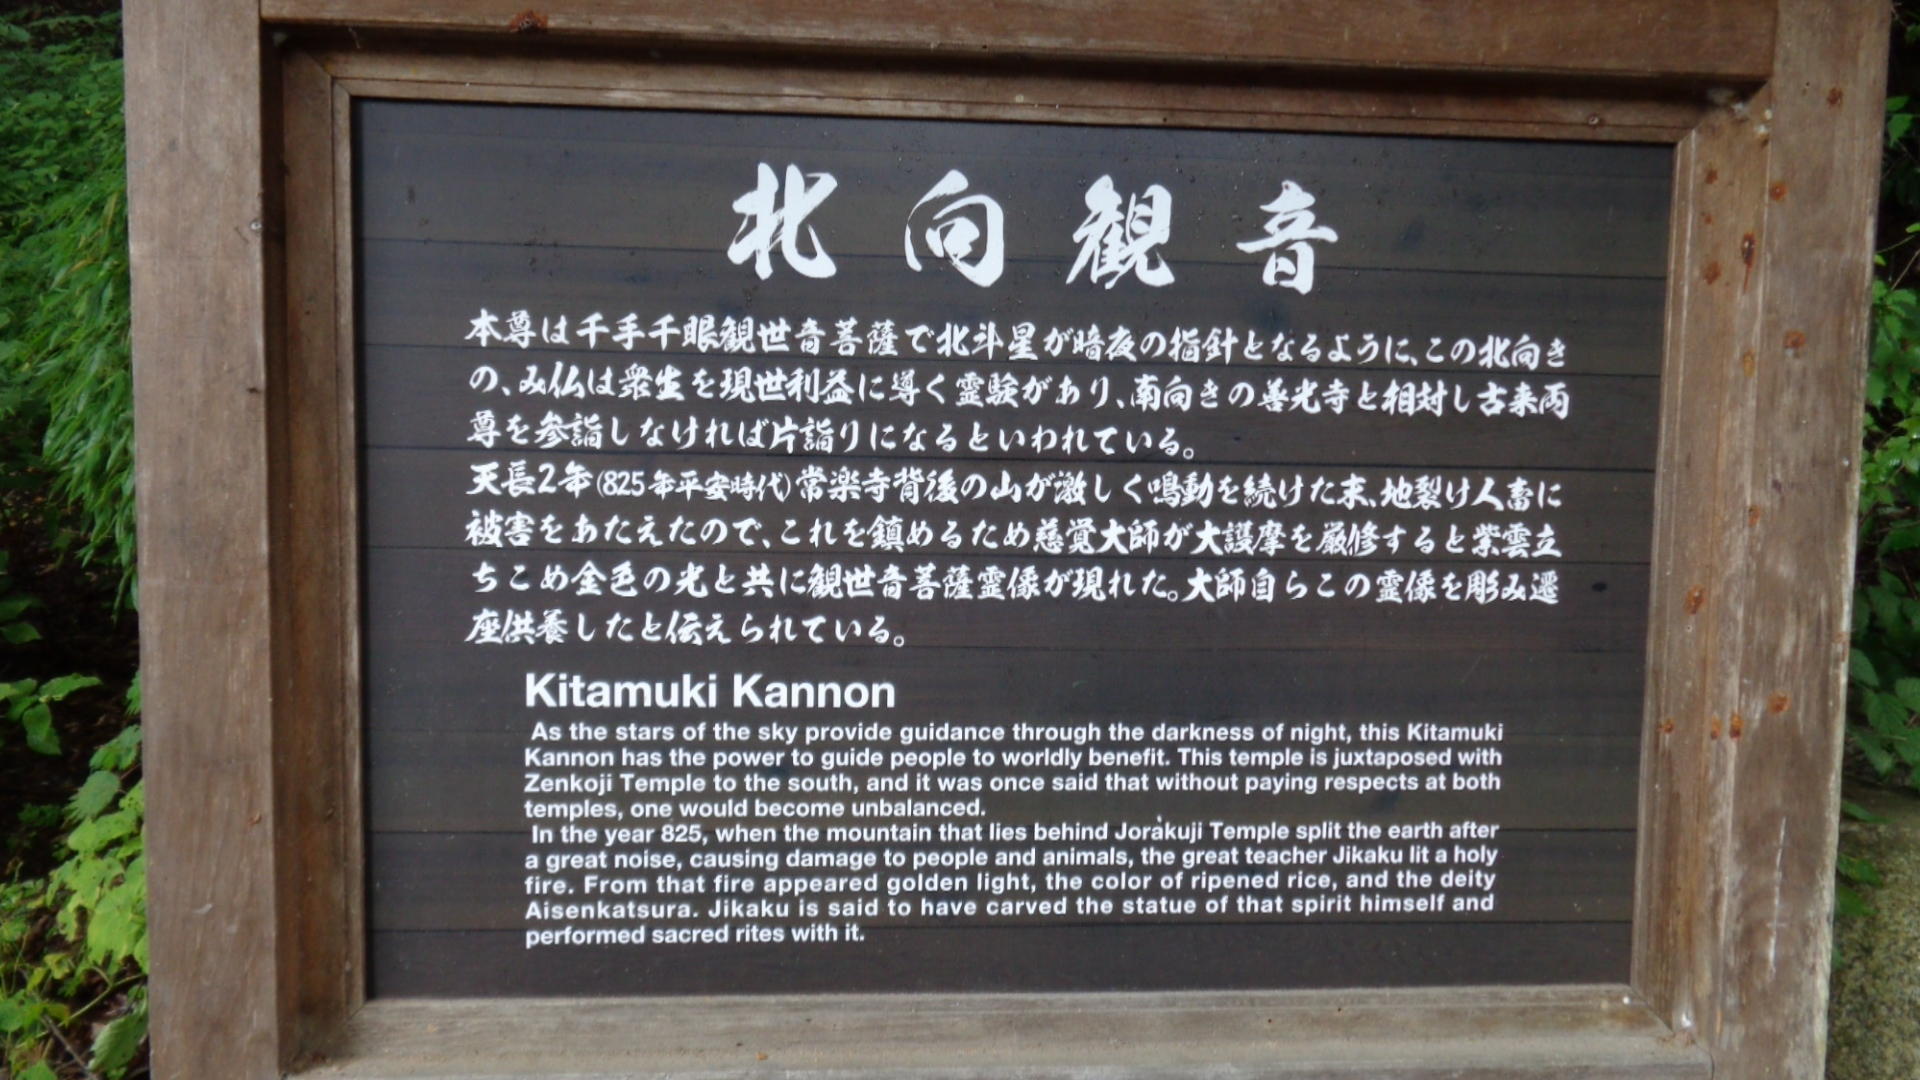 北向観音
本尊は千手千眼観世音菩薩で北斗星が暗夜の指針となるように、この北向き
の、み仏は衆生を現世利益に導く霊験があり、南向きの善光寺と相対し古来両
尊を参詣しなければ片詣りになるといわれている。
天長2年(825年平安時代)常楽寺背後の山が激しく鳴動を続けた末、地裂け人畜に
被害をあたえたので、これを鎮めるため慈覚大師が大護摩を厳修すると紫雲立
ちこめ金色の光と共に観世音菩薩霊像が現れた。大師自らこの霊像を彫み遷
座供養したと伝えられている。
Kitamuki Kannon
As the stars of the sky provide guidance through the darkness of night, this Kitamuki
Kannon has the power to guide people to worldly benefit. This temple is juxtaposed with
Zenkoji Temple to the south, and it was once said that without paying respects at both
temples, one would become unbalanced.
In the year 825, when the mountain that lies behind Jorakuji Temple split the earth after
a great noise, causing damage to people and animals, the great teacher Jikaku lit a holy
fire. From that fire appeared golden light, the color of ripened rice, and the deity
Aisenkatsura. Jikaku is said to have carved the statue of that spirit himself and
performed sacred rites with it.